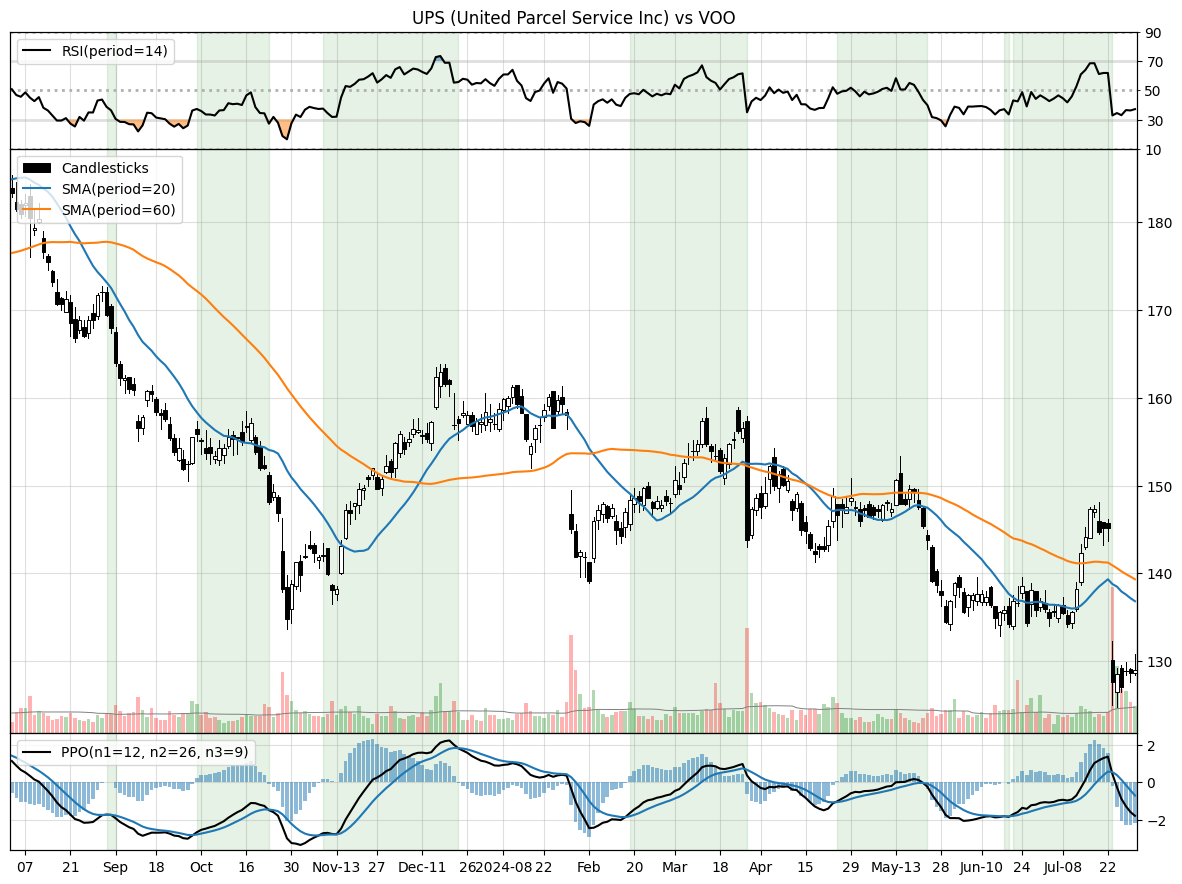 UPS (United Parcel Service Inc) vs VOO
RSI(period=14)
90
70
50
30
10
Candlesticks
SMA(period=20)
SMA(period=60)
180
170
160
150
140
130
PPO(n1=12, n2=26, n3=9)
2
0
−2
07 21 Sep 18 Oct 16 30 Nov-13 27 Dec-11 26 2024-08 22 Feb 20 Mar 18 Apr 15 29 May-13 28 Jun-10 24 Jul-08 22